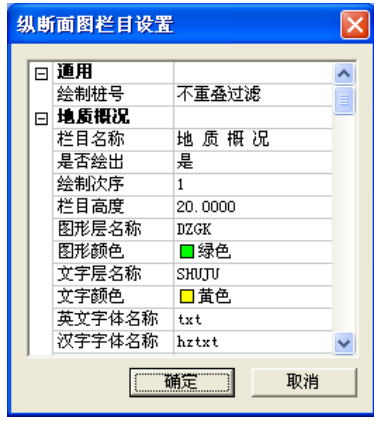 纵断面图栏目设置
通用
绘制桩号 不重叠过滤
地质概况
栏目名称 地 质 概 况
是否绘出 是
绘制次序 1
栏目高度 20.0000
图形层名称 DZGK
图形颜色 绿色
文字层名称 SHUJU
文字颜色 黄色
英文字体名称 txt
汉字字体名称 hztxt
确定 取消